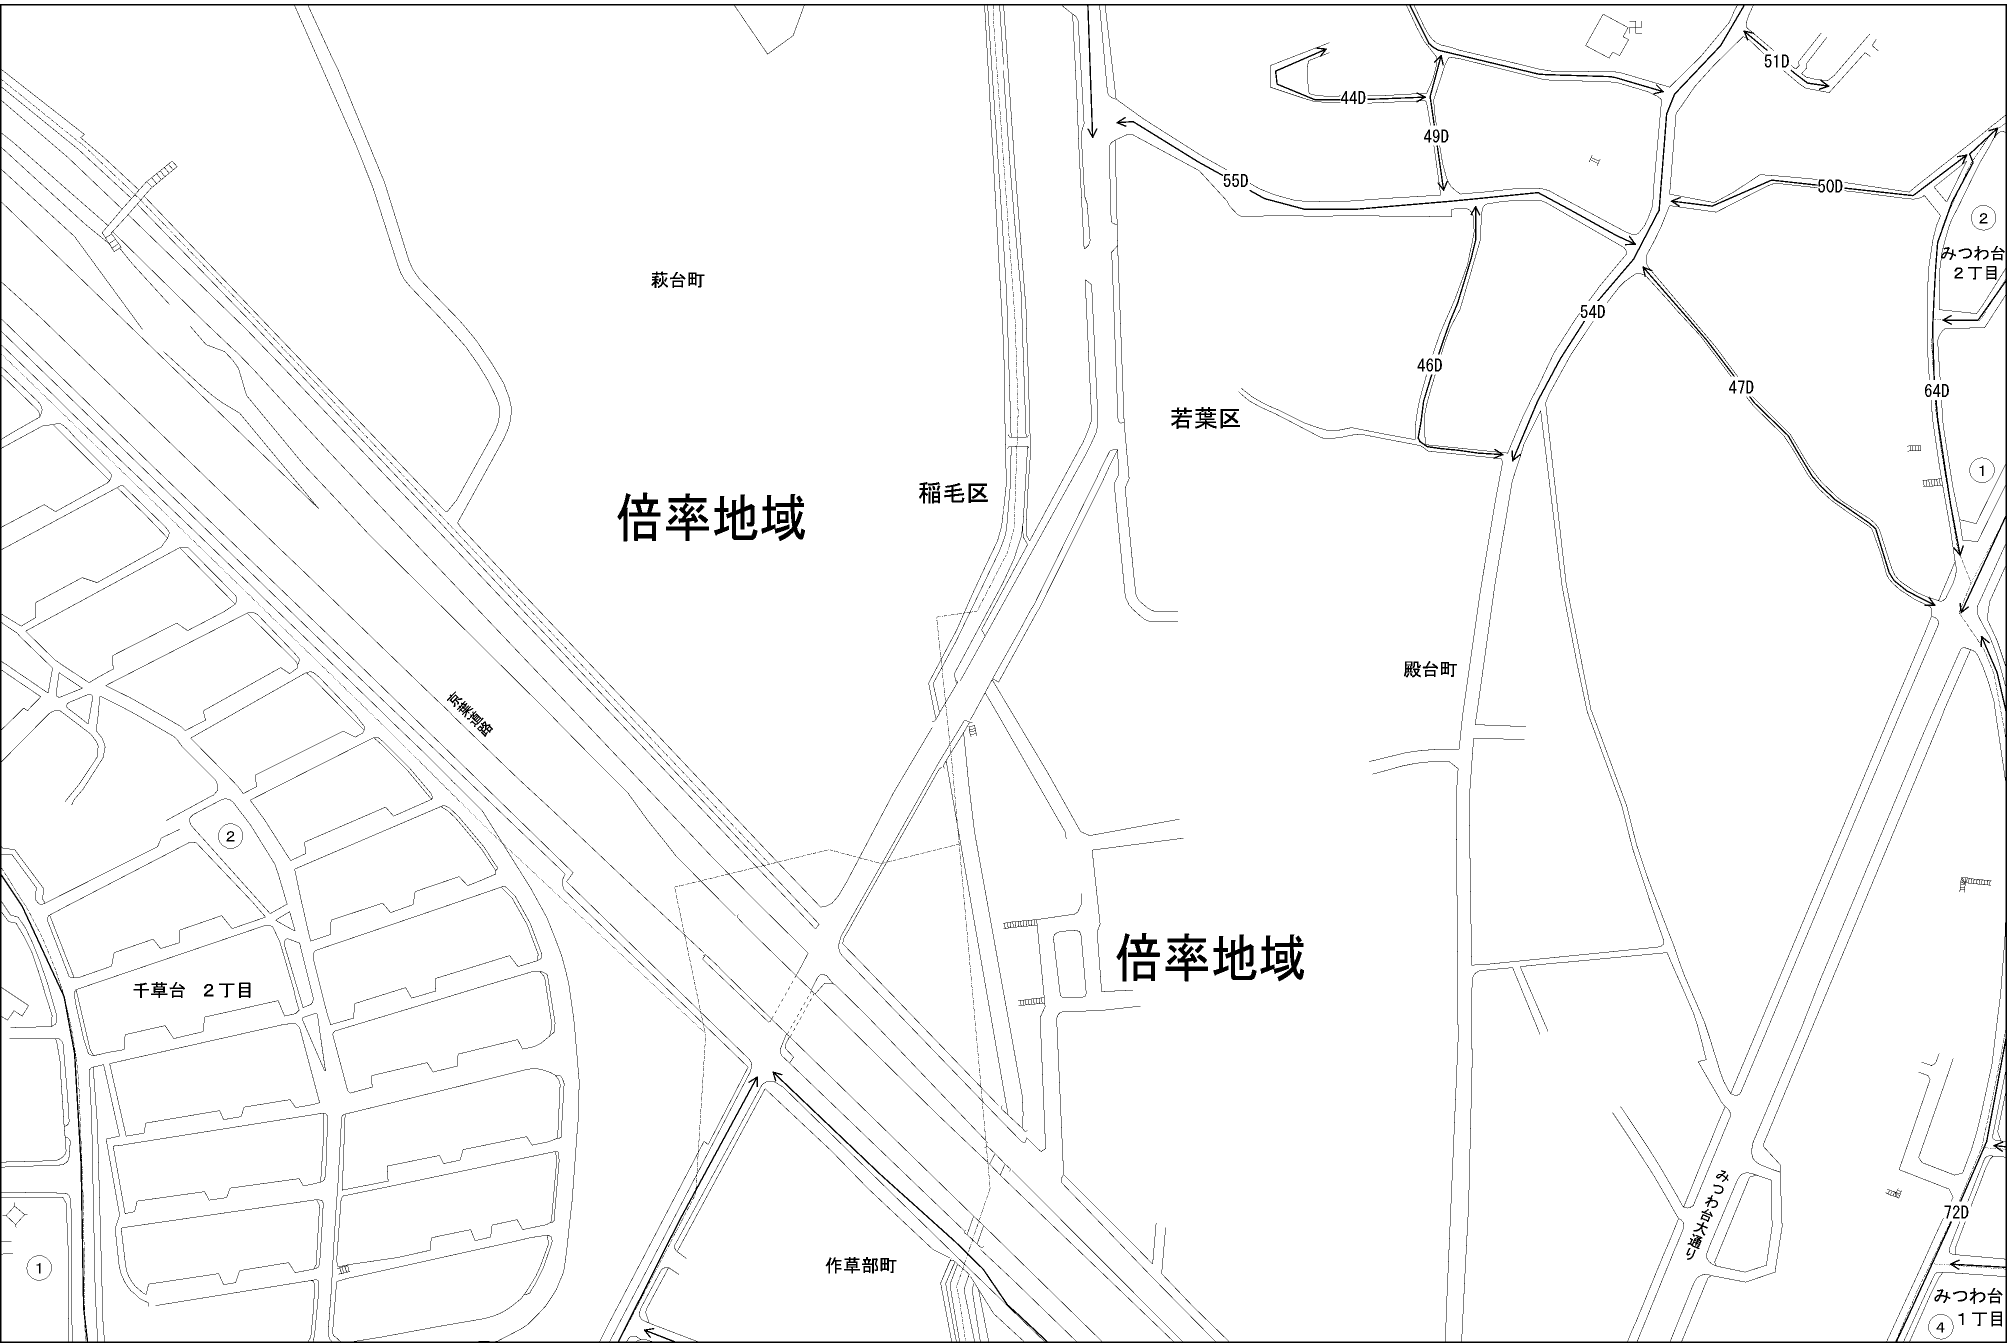 51D
44D
49D
55D
50D
2
みつわ台
2丁目
萩台町
54D
46D
47D
64D
若葉区
1
稲毛区
倍率地域
殿台町
京葉道路
2
倍率地域
千草台 2丁目
みつわ台大通り
72D
1
作草部町
みつわ台
4 1丁目